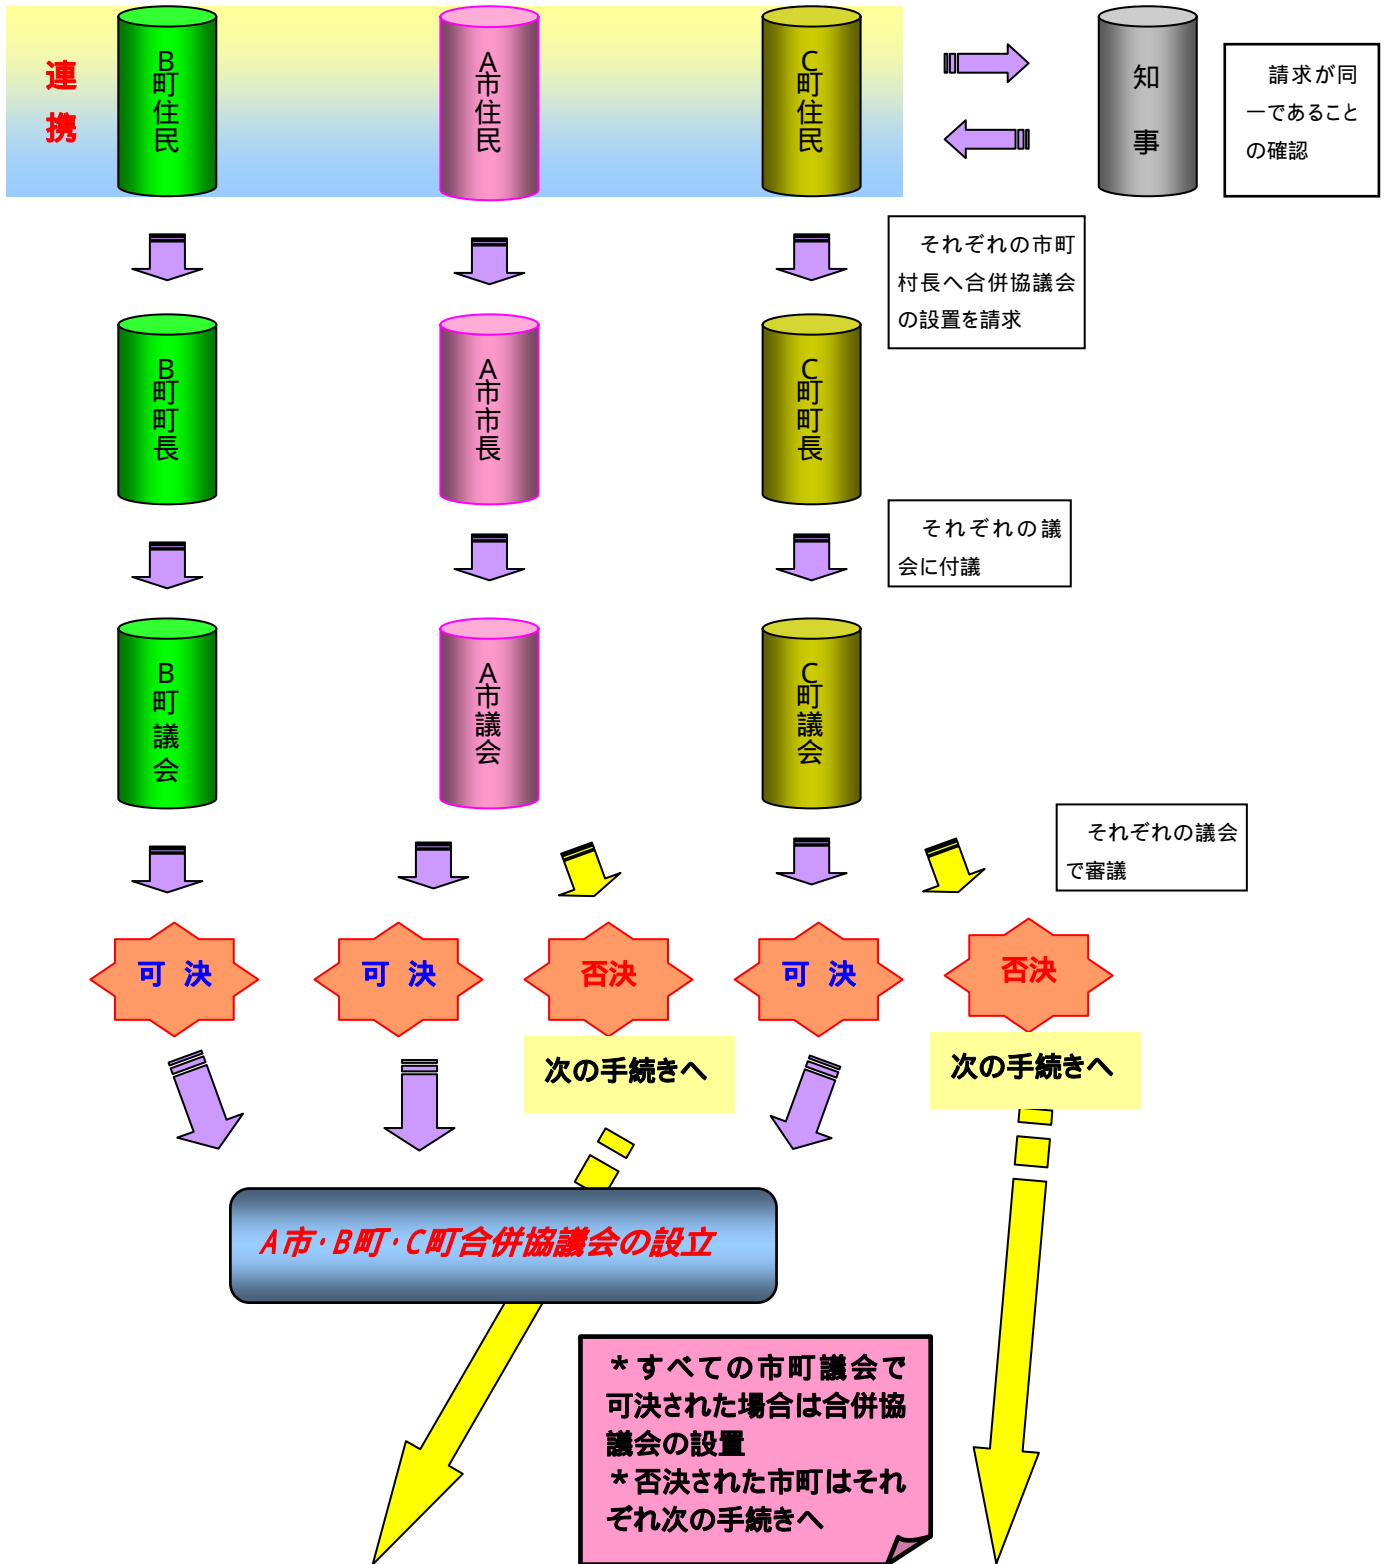 連携
B町住民
A市住民
C町住民
知事
請求が同
一であること
の確認
それぞれの市町
村長へ合併協議会
の設置を請求
B町町長
A市市長
C町町長
それぞれの議
会に付議
B町議会
A市議会
C町議会
それぞれの議会
で審議
可 決
可 決
否決
可 決
否決
次の手続きへ
次の手続きへ
A市・B町・C町合併協議会の設立
*すべての市町議会で
可決された場合は合併協
議会の設置
*否決された市町はそれ
ぞれ次の手続きへ